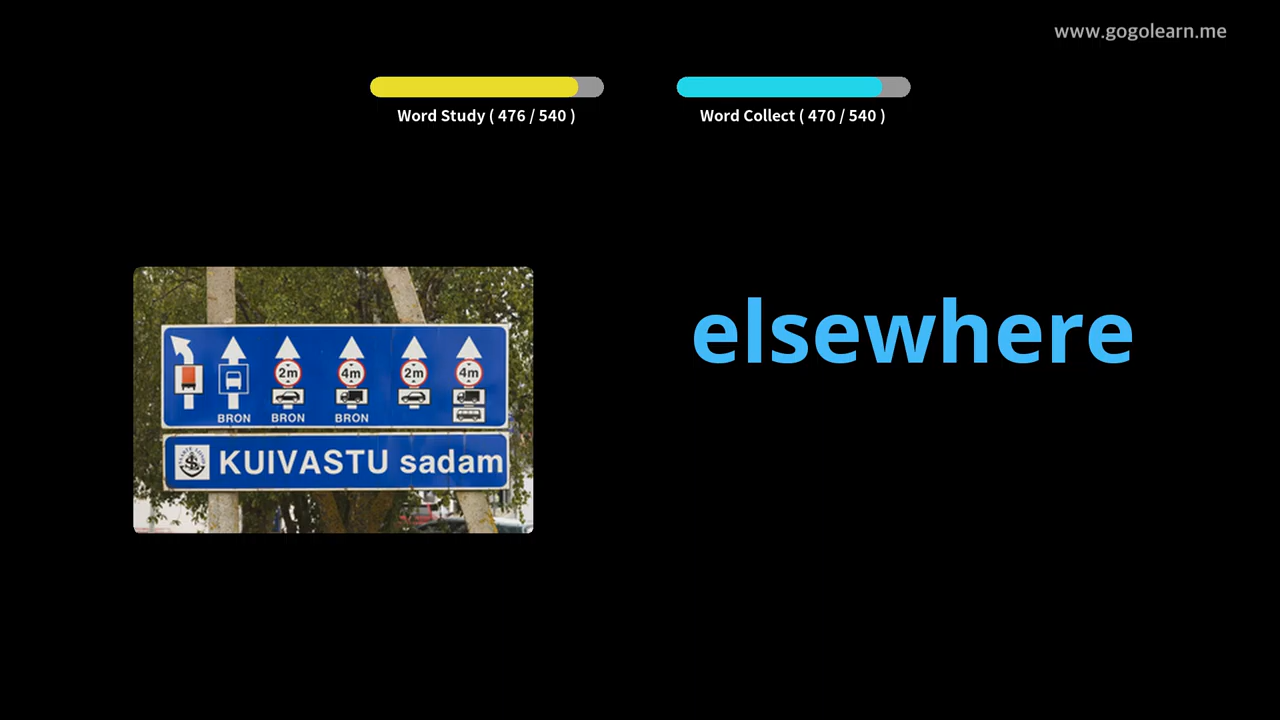 www.gogolearn.me
Word Study ( 476 / 540 )
Word Collect ( 470 / 540 )
elsewhere
2m
4m
2m
4m
BRON
BRON
BRON
KUIVASTU sadam